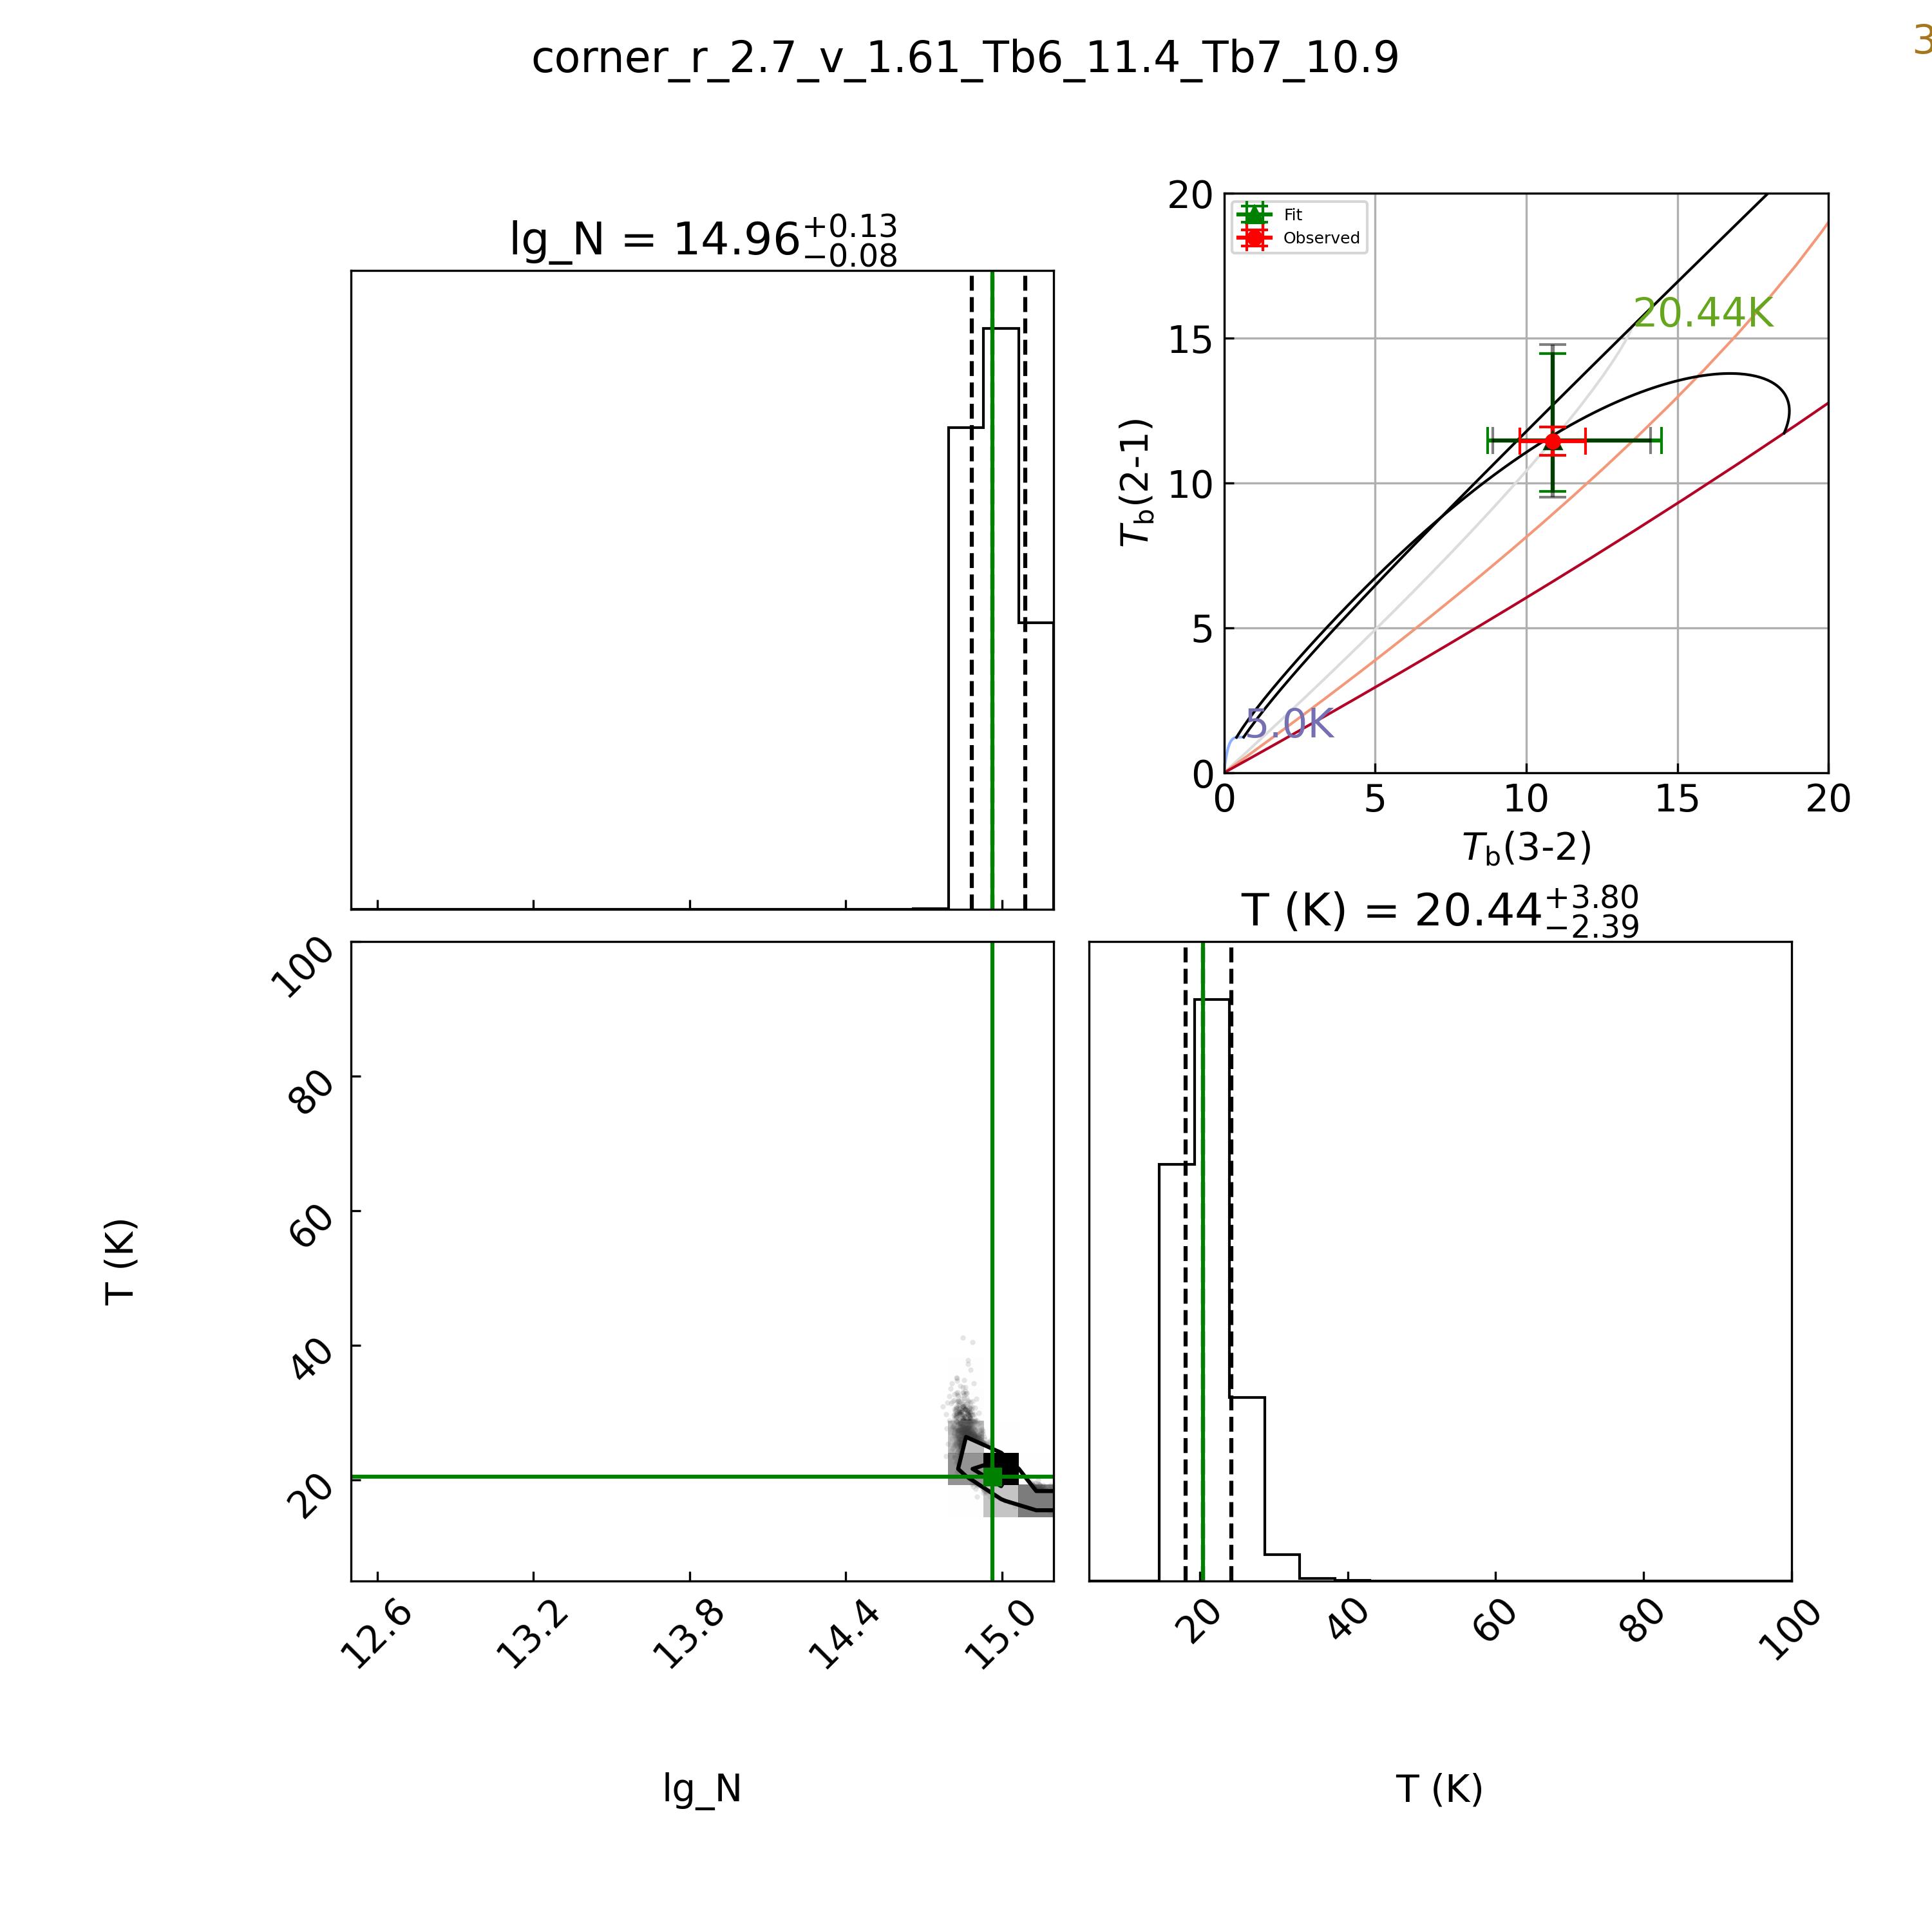 corner_r_2.7_v_1.61_Tb6_11.4_Tb7_10.9
3
lg_N = 14.96+0.13−0.08
20
15
10
5
0
Fit
Observed
20.44K
5.0K
Tb(2-1)
0 5 10 15 20
Tb(3-2)
T (K) = 20.44+3.80−2.39
100
80
60
40
20
T (K)
12.6 13.2 13.8 14.4 15.0
lg_N
20 40 60 80 100
T (K)